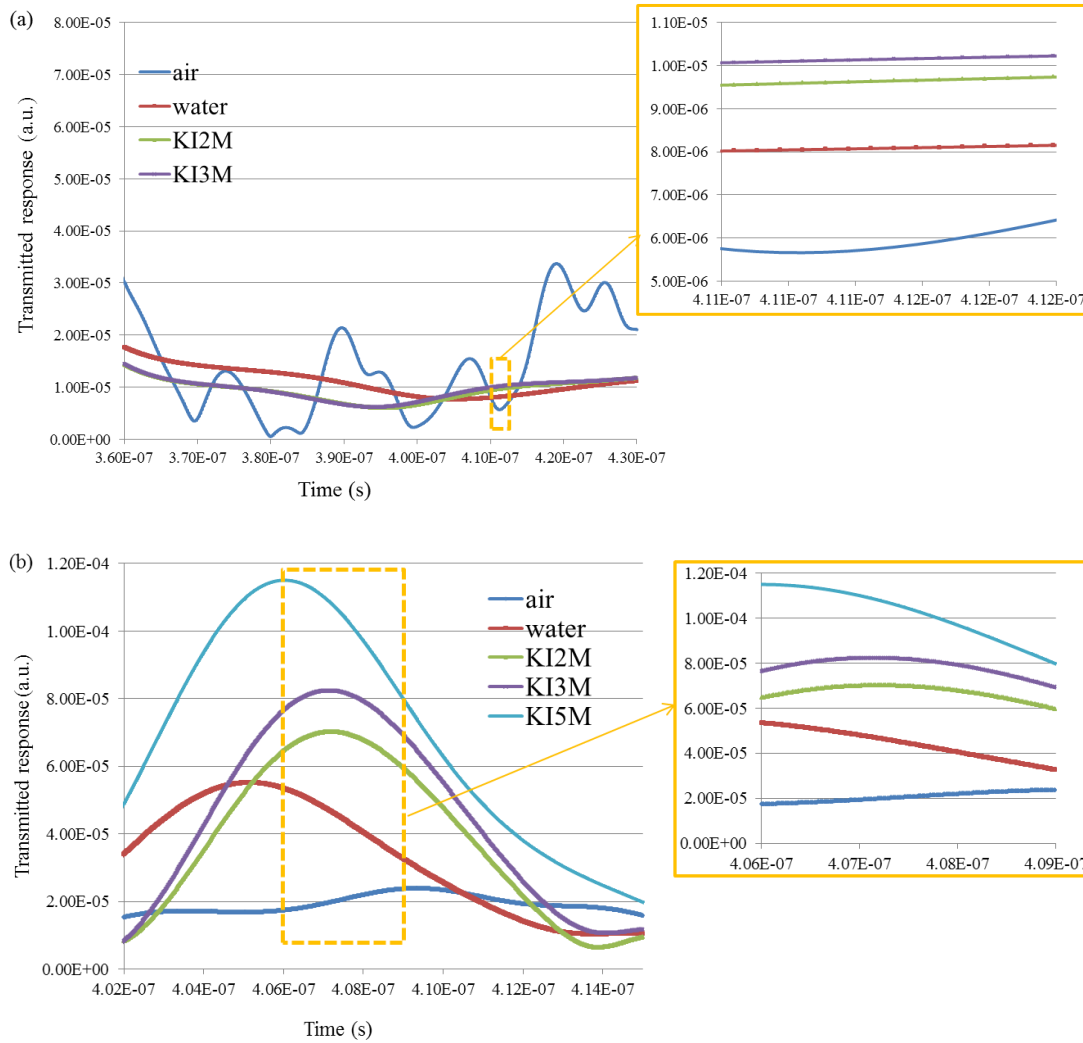 (a)
8.00E-05
7.00E-05
6.00E-05
5.00E-05
4.00E-05
3.00E-05
2.00E-05
1.00E-05
0.00E+00
Transmitted response (a.u.)
air
water
KI2M
KI3M
3.60E-07 3.70E-07 3.80E-07 3.90E-07 4.00E-07 4.10E-07 4.20E-07 4.30E-07
Time (s)
1.10E-05
1.00E-05
9.00E-06
8.00E-06
7.00E-06
6.00E-06
5.00E-06
4.11E-07 4.11E-07 4.11E-07 4.12E-07 4.12E-07 4.12E-07
(b)
1.20E-04
1.00E-04
8.00E-05
6.00E-05
4.00E-05
2.00E-05
0.00E+00
Transmitted response (a.u.)
air
water
KI2M
KI3M
KI5M
4.02E-07 4.04E-07 4.06E-07 4.08E-07 4.10E-07 4.12E-07 4.14E-07
Time (s)
1.20E-04
1.00E-04
8.00E-05
6.00E-05
4.00E-05
2.00E-05
0.00E+00
4.06E-07 4.07E-07 4.08E-07 4.09E-07